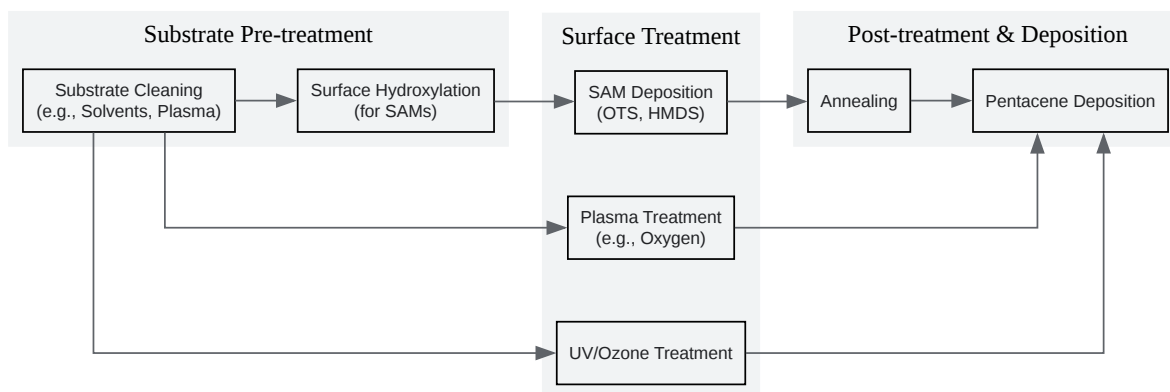 Substrate Pre-treatment
Surface Treatment
Post-treatment & Deposition
Substrate Cleaning
(e.g., Solvents, Plasma)
Surface Hydroxylation
(for SAMs)
SAM Deposition
(OTS, HMDS)
Annealing
Pentacene Deposition
Plasma Treatment
(e.g., Oxygen)
UV/Ozone Treatment